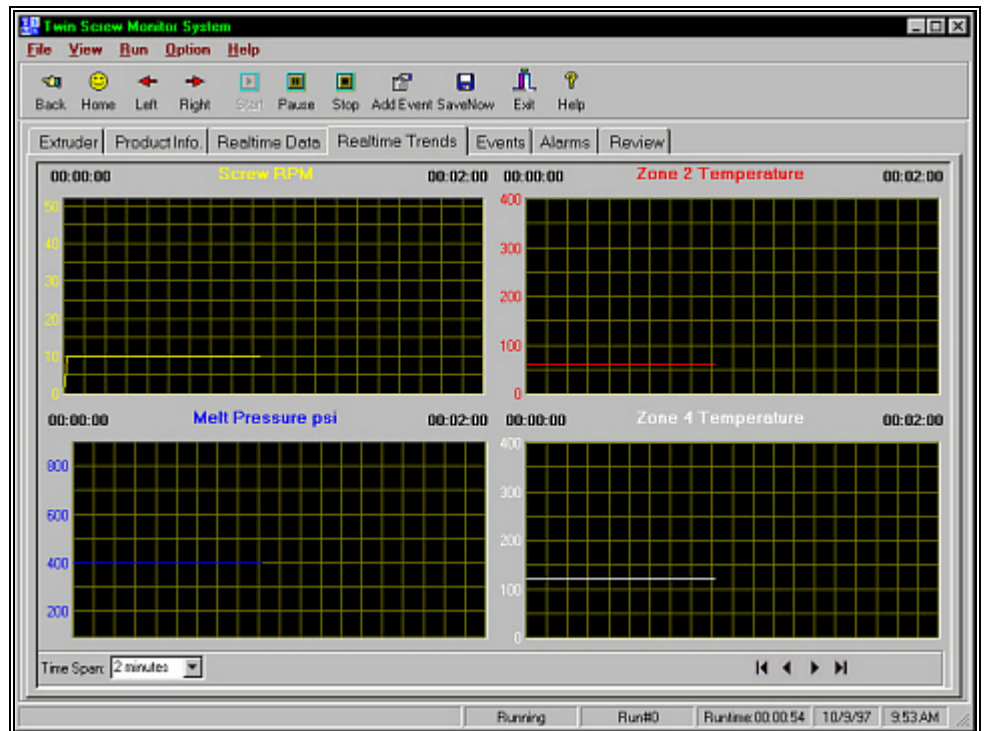 Twin Screw Monitor System
File View Run Option Help
Back Home Left Right Start Pause Stop Add Event SaveNow Exit Help
Extruder Product Info. Realtime Data Realtime Trends Events Alarms Review
00:00:00 Screw RPM 00:02:00
50
40
30
20
10
0
00:00:00 Zone 2 Temperature 00:02:00
400
300
200
100
0
00:00:00 Melt Pressure psi 00:02:00
800
600
400
200
00:00:00 Zone 4 Temperature 00:02:00
400
300
200
100
0
Time Span: 2 minutes
Running Run#0 Runtime:00:00:54 10/9/97 9:53 AM